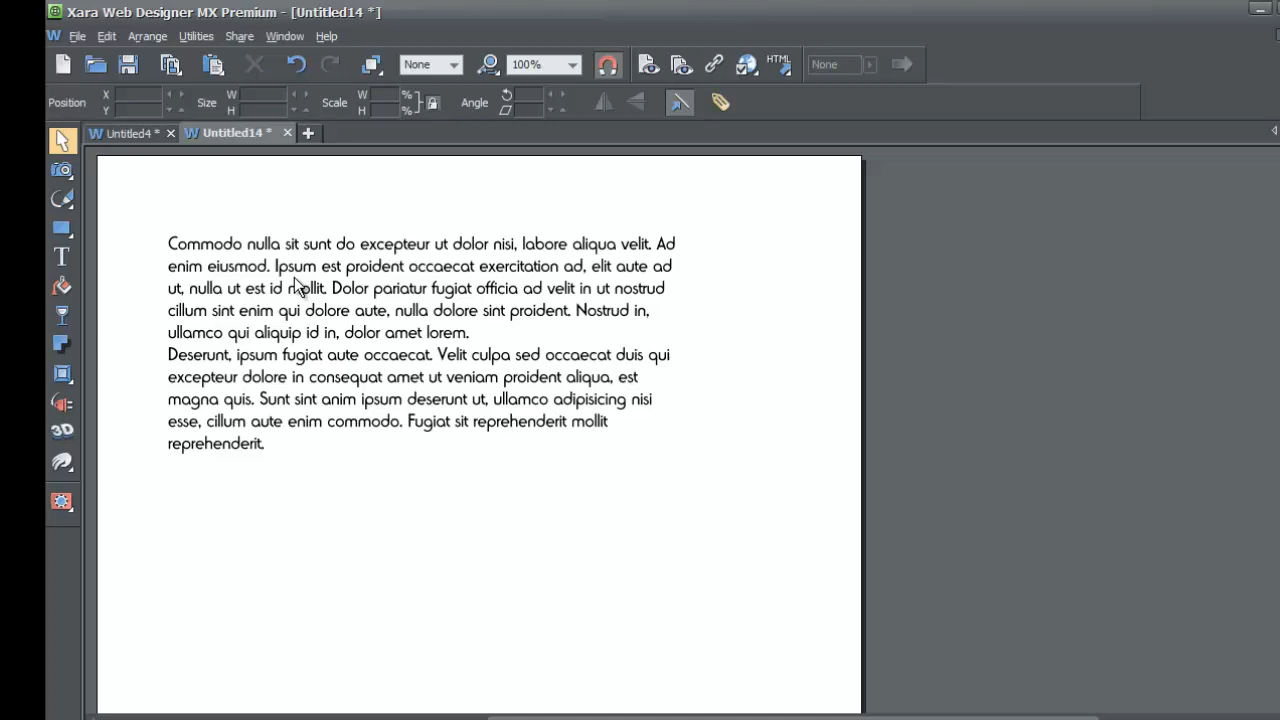 Xara Web Designer MX Premium - [Untitled14 *]
File Edit Arrange Utilities Share Window Help
None 100% HTML None
Position X Y Size W H Scale W H % % Angle
Untitled4 * Untitled14 *
Commodo nulla sit sunt do excepteur ut dolor nisi, labore aliqua velit. Ad
enim eiusmod. Ipsum est proident occaecat exercitation ad, elit aute ad
ut, nulla ut est id mollit. Dolor pariatur fugiat officia ad velit in ut nostrud
cillum sint enim qui dolore aute, nulla dolore sint proident. Nostrud in,
ullamco qui aliquip id in, dolor amet lorem.
Deserunt, ipsum fugiat aute occaecat. Velit culpa sed occaecat duis qui
excepteur dolore in consequat amet ut veniam proident aliqua, est
magna quis. Sunt sint anim ipsum deserunt ut, ullamco adipisicing nisi
esse, cillum aute enim commodo. Fugiat sit reprehenderit mollit
reprehenderit.
T
3D